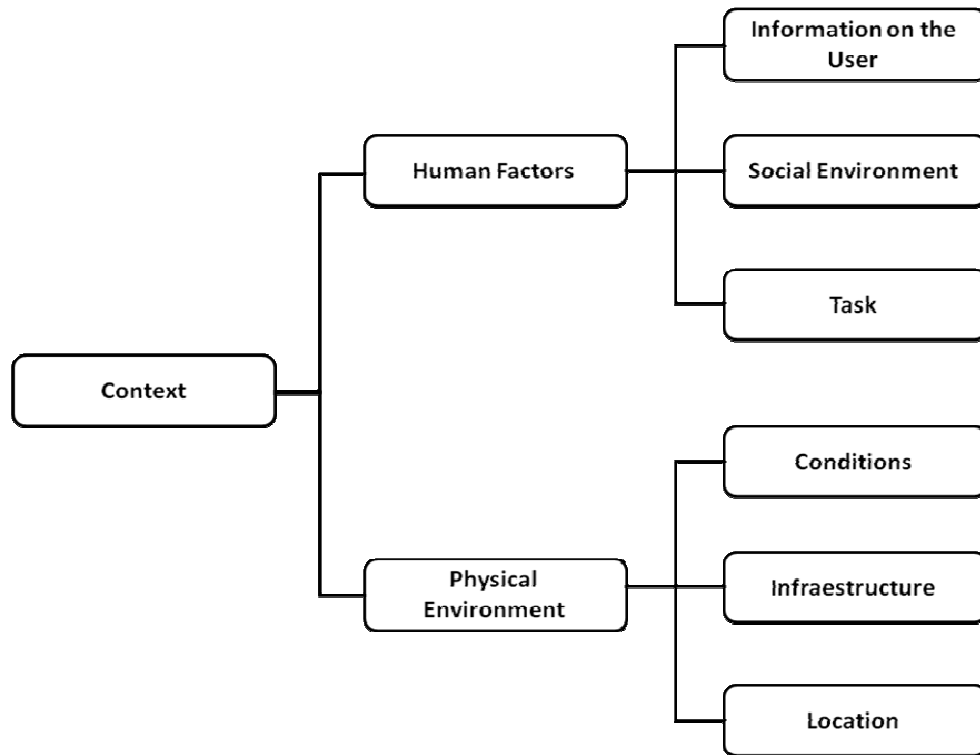 Information on the
User
Human Factors
Social Environment
Task
Context
Conditions
Physical
Environment
Infraestructure
Location